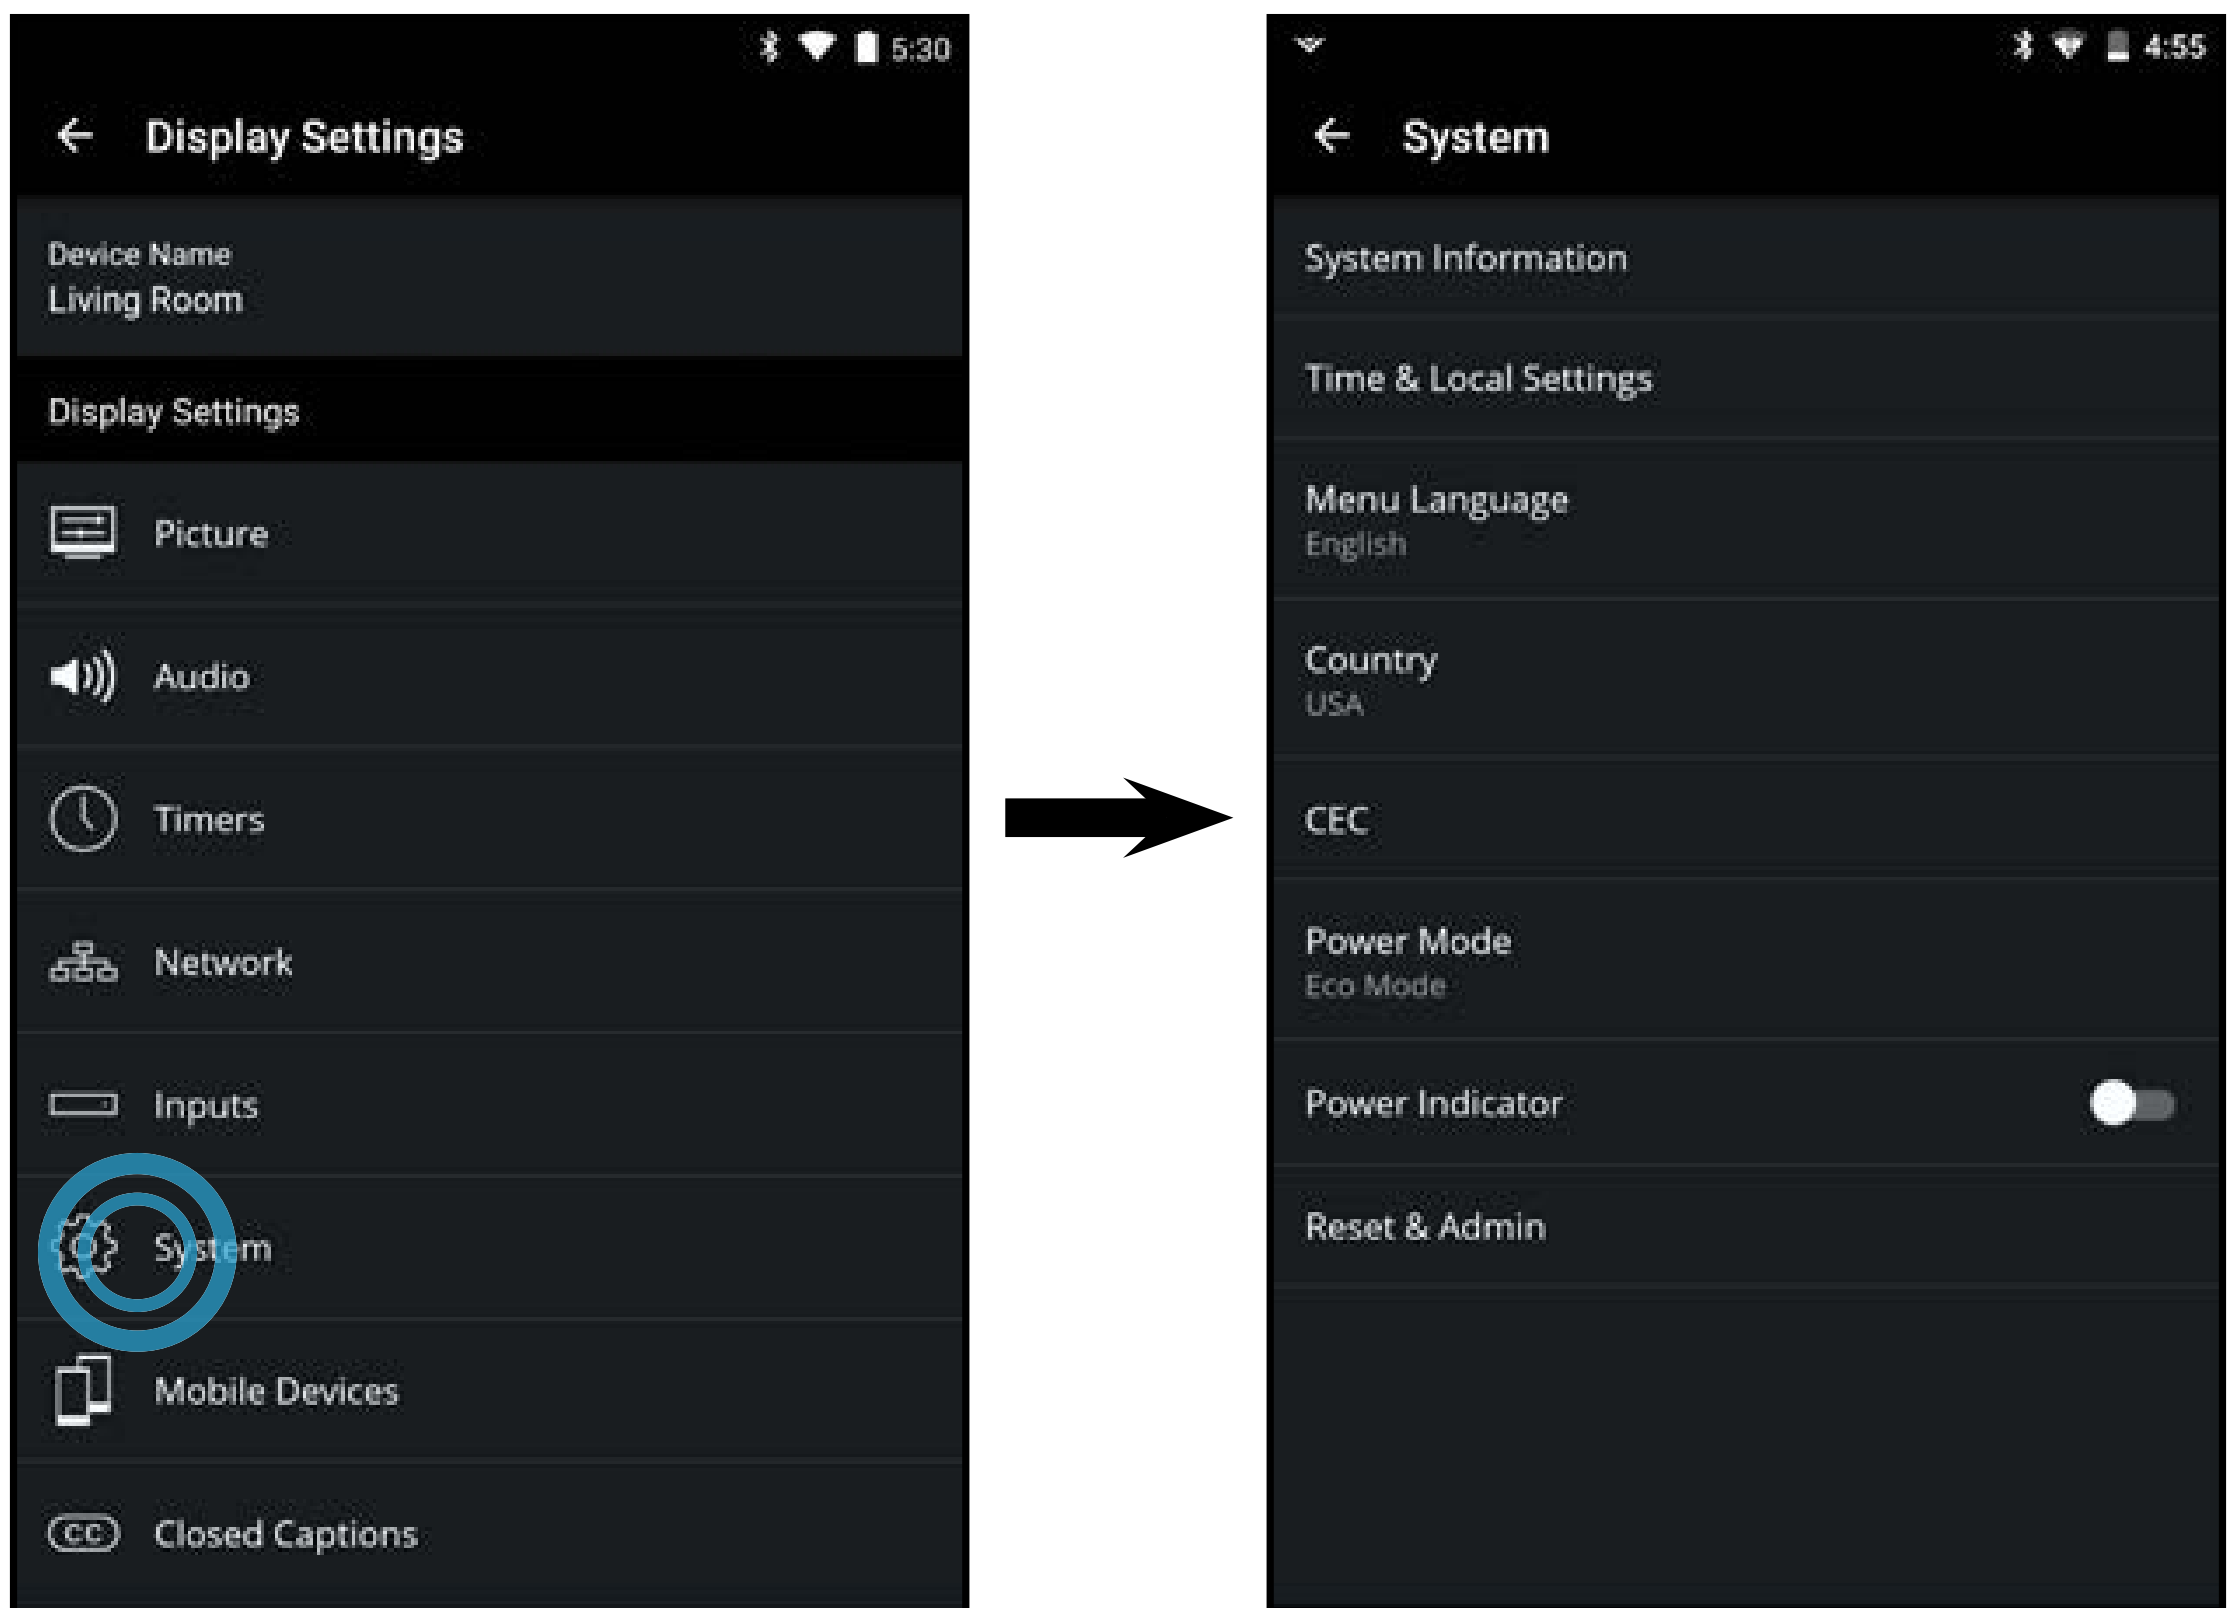 5:30
Display Settings
Device Name
Living Room
Display Settings
Picture
Audio
Timers
Network
Inputs
System
Mobile Devices
CC Closed Captions
4:55
System
System Information
Time & Local Settings
Menu Language
English
Country
USA
CEC
Power Mode
Eco Mode
Power Indicator
Reset & Admin